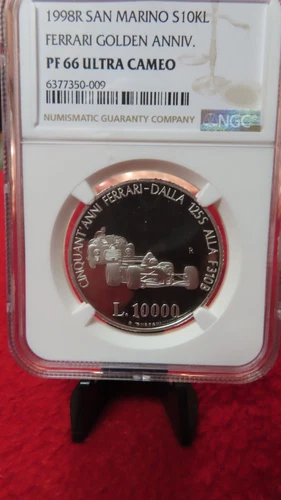 1998R SAN MARINO S10KL
FERRARI GOLDEN ANNIV.
PF 66 ULTRA CAMEO
6377350-009
NUMISMATIC GUARANTY COMPANY
NGC
CINQUANT'ANNI FERRARI-DALLA 125S ALLA F310B
R
L. 10000